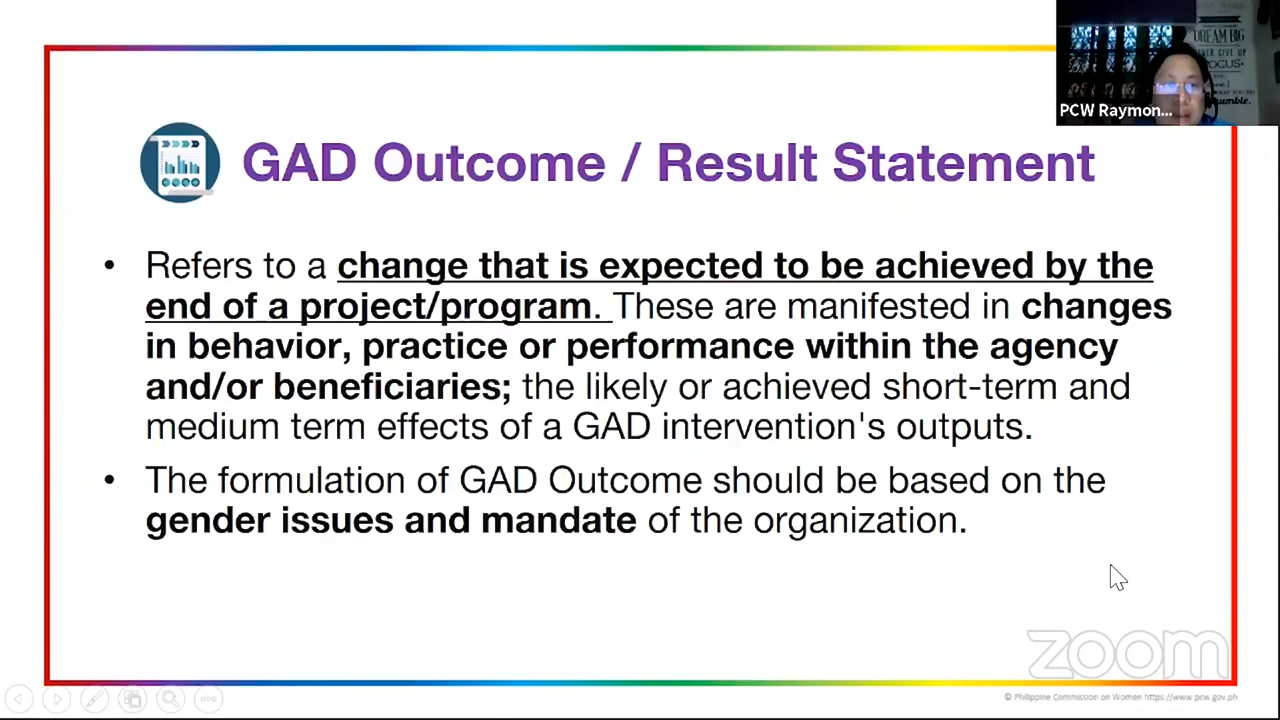 DREAM BIG
PCW Raymon...
GAD Outcome / Result Statement
• Refers to a change that is expected to be achieved by the
end of a project/program. These are manifested in changes
in behavior, practice or performance within the agency
and/or beneficiaries; the likely or achieved short-term and
medium term effects of a GAD intervention's outputs.
• The formulation of GAD Outcome should be based on the
gender issues and mandate of the organization.
zoom
© Philippine Commission on Women https://www.pcw.gov.ph